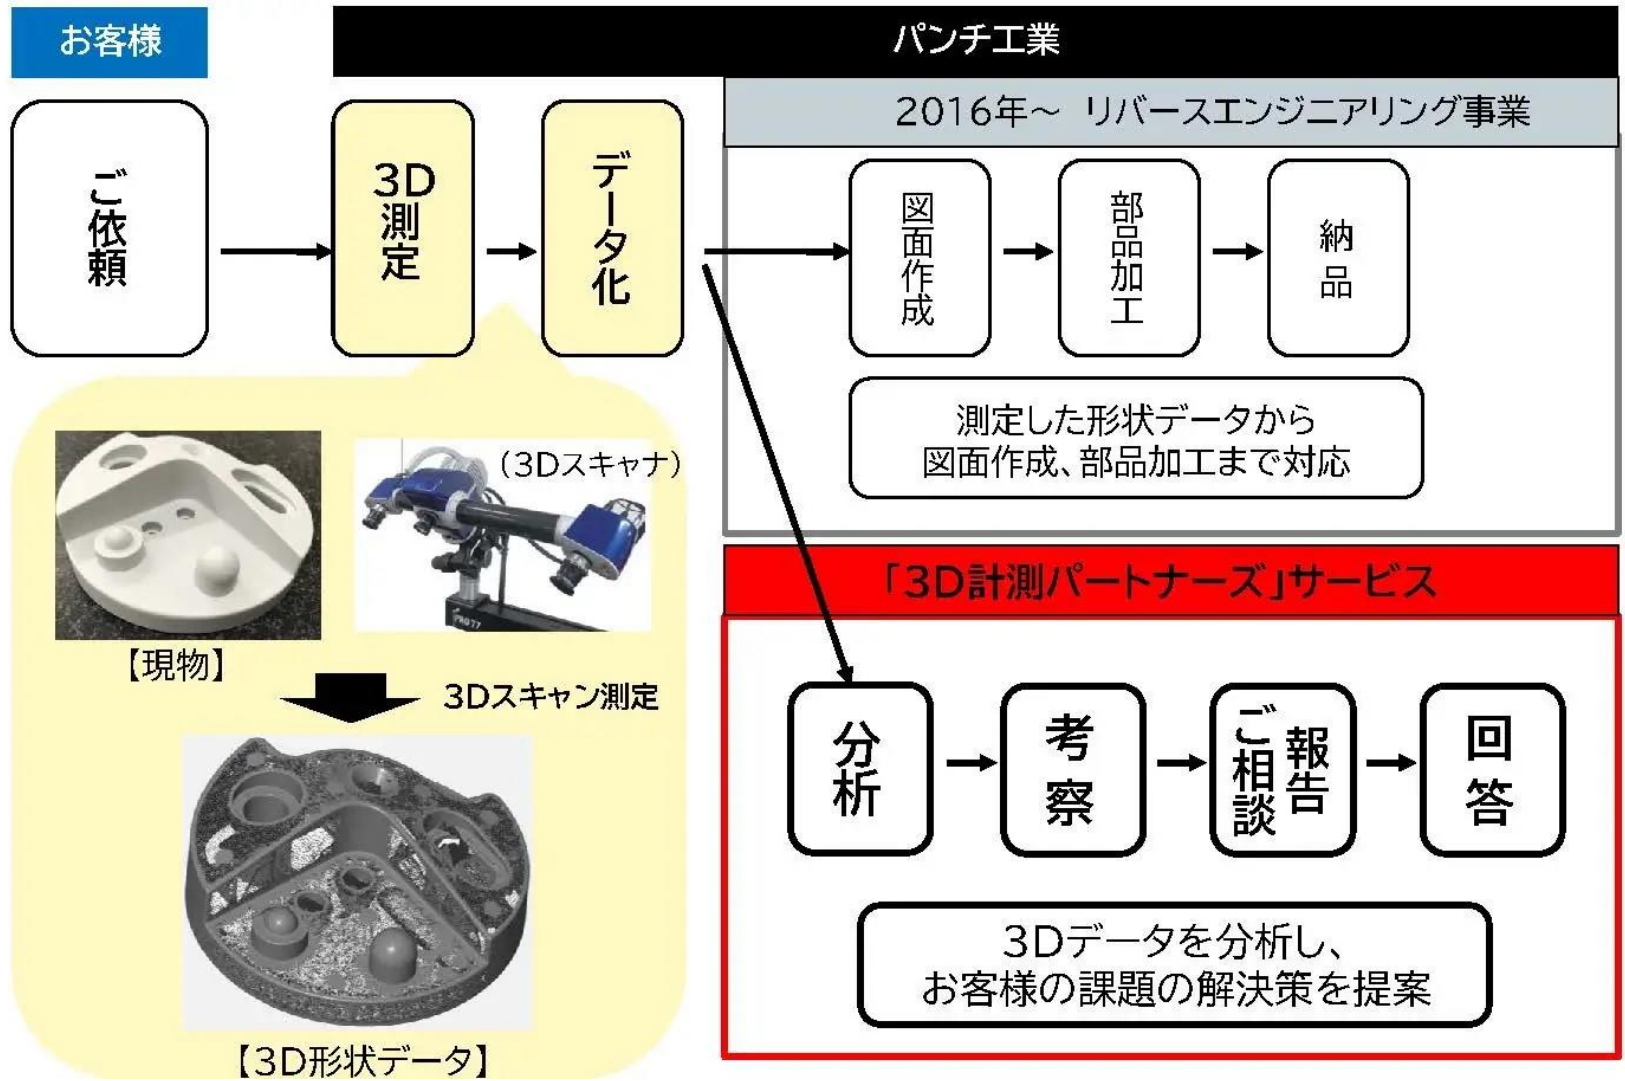 お客様
パンチ工業
2016年～ リバースエンジニアリング事業
ご依頼
3D測定
データ化
図面作成
部品加工
納品
測定した形状データから
図面作成、部品加工まで対応
(3Dスキャナ)
PRO T7
【現物】
3Dスキャン測定
【3D形状データ】
「3D計測パートナーズ」サービス
分析
考察
報告
ご相談
回答
3Dデータを分析し、
お客様の課題の解決策を提案